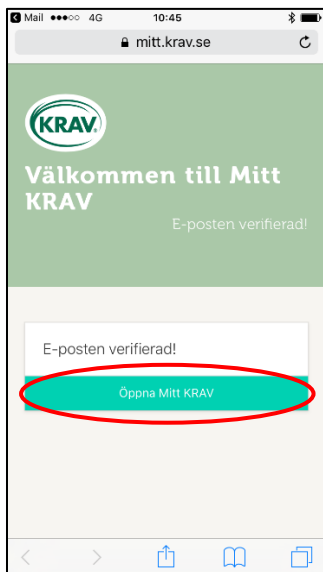 Mail 4G 10:45
mitt.krav.se
KRAV
Välkommen till Mitt
KRAV
E-posten verifierad!
E-posten verifierad!
Öppna Mitt KRAV